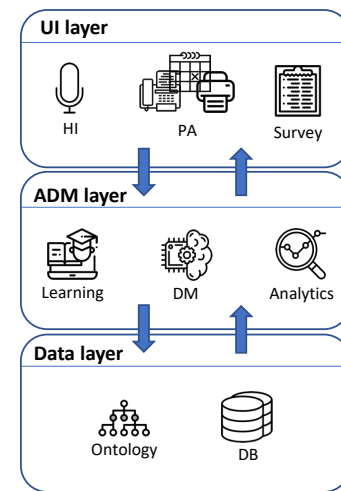 UI layer
HI
PA
Survey
ADM layer
Learning
DM
Analytics
Data layer
Ontology
DB